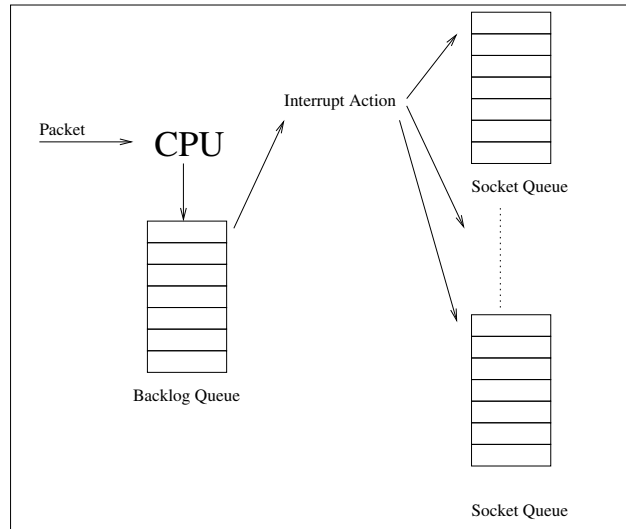 Packet
CPU
Backlog Queue
Interrupt Action
Socket Queue
Socket Queue